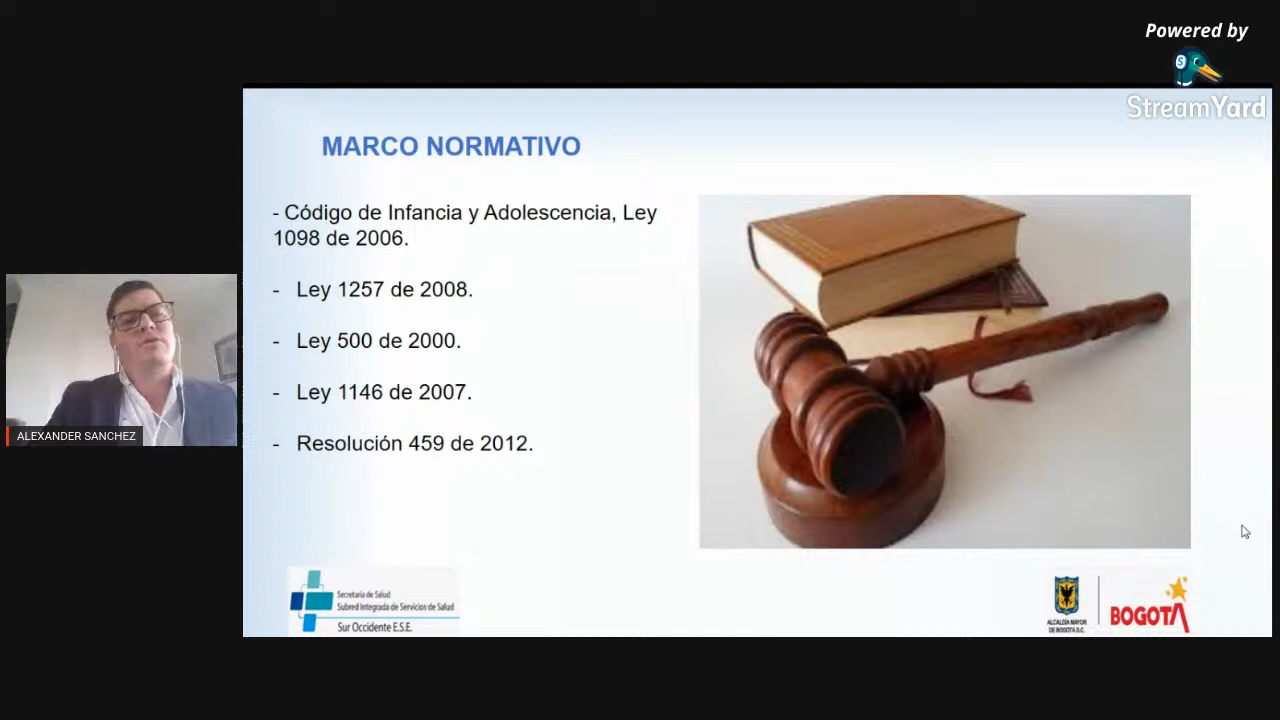 Powered by
StreamYard
MARCO NORMATIVO
- Código de Infancia y Adolescencia, Ley
1098 de 2006.
- Ley 1257 de 2008.
- Ley 500 de 2000.
- Ley 1146 de 2007.
- Resolución 459 de 2012.
ALEXANDER SANCHEZ
Secretaría de Salud
Subred Integrada de Servicios de Salud
Sur Occidente E.S.E.
ALCALDÍA MAYOR
DE BOGOTÁ D.C.
BOGOTÁ